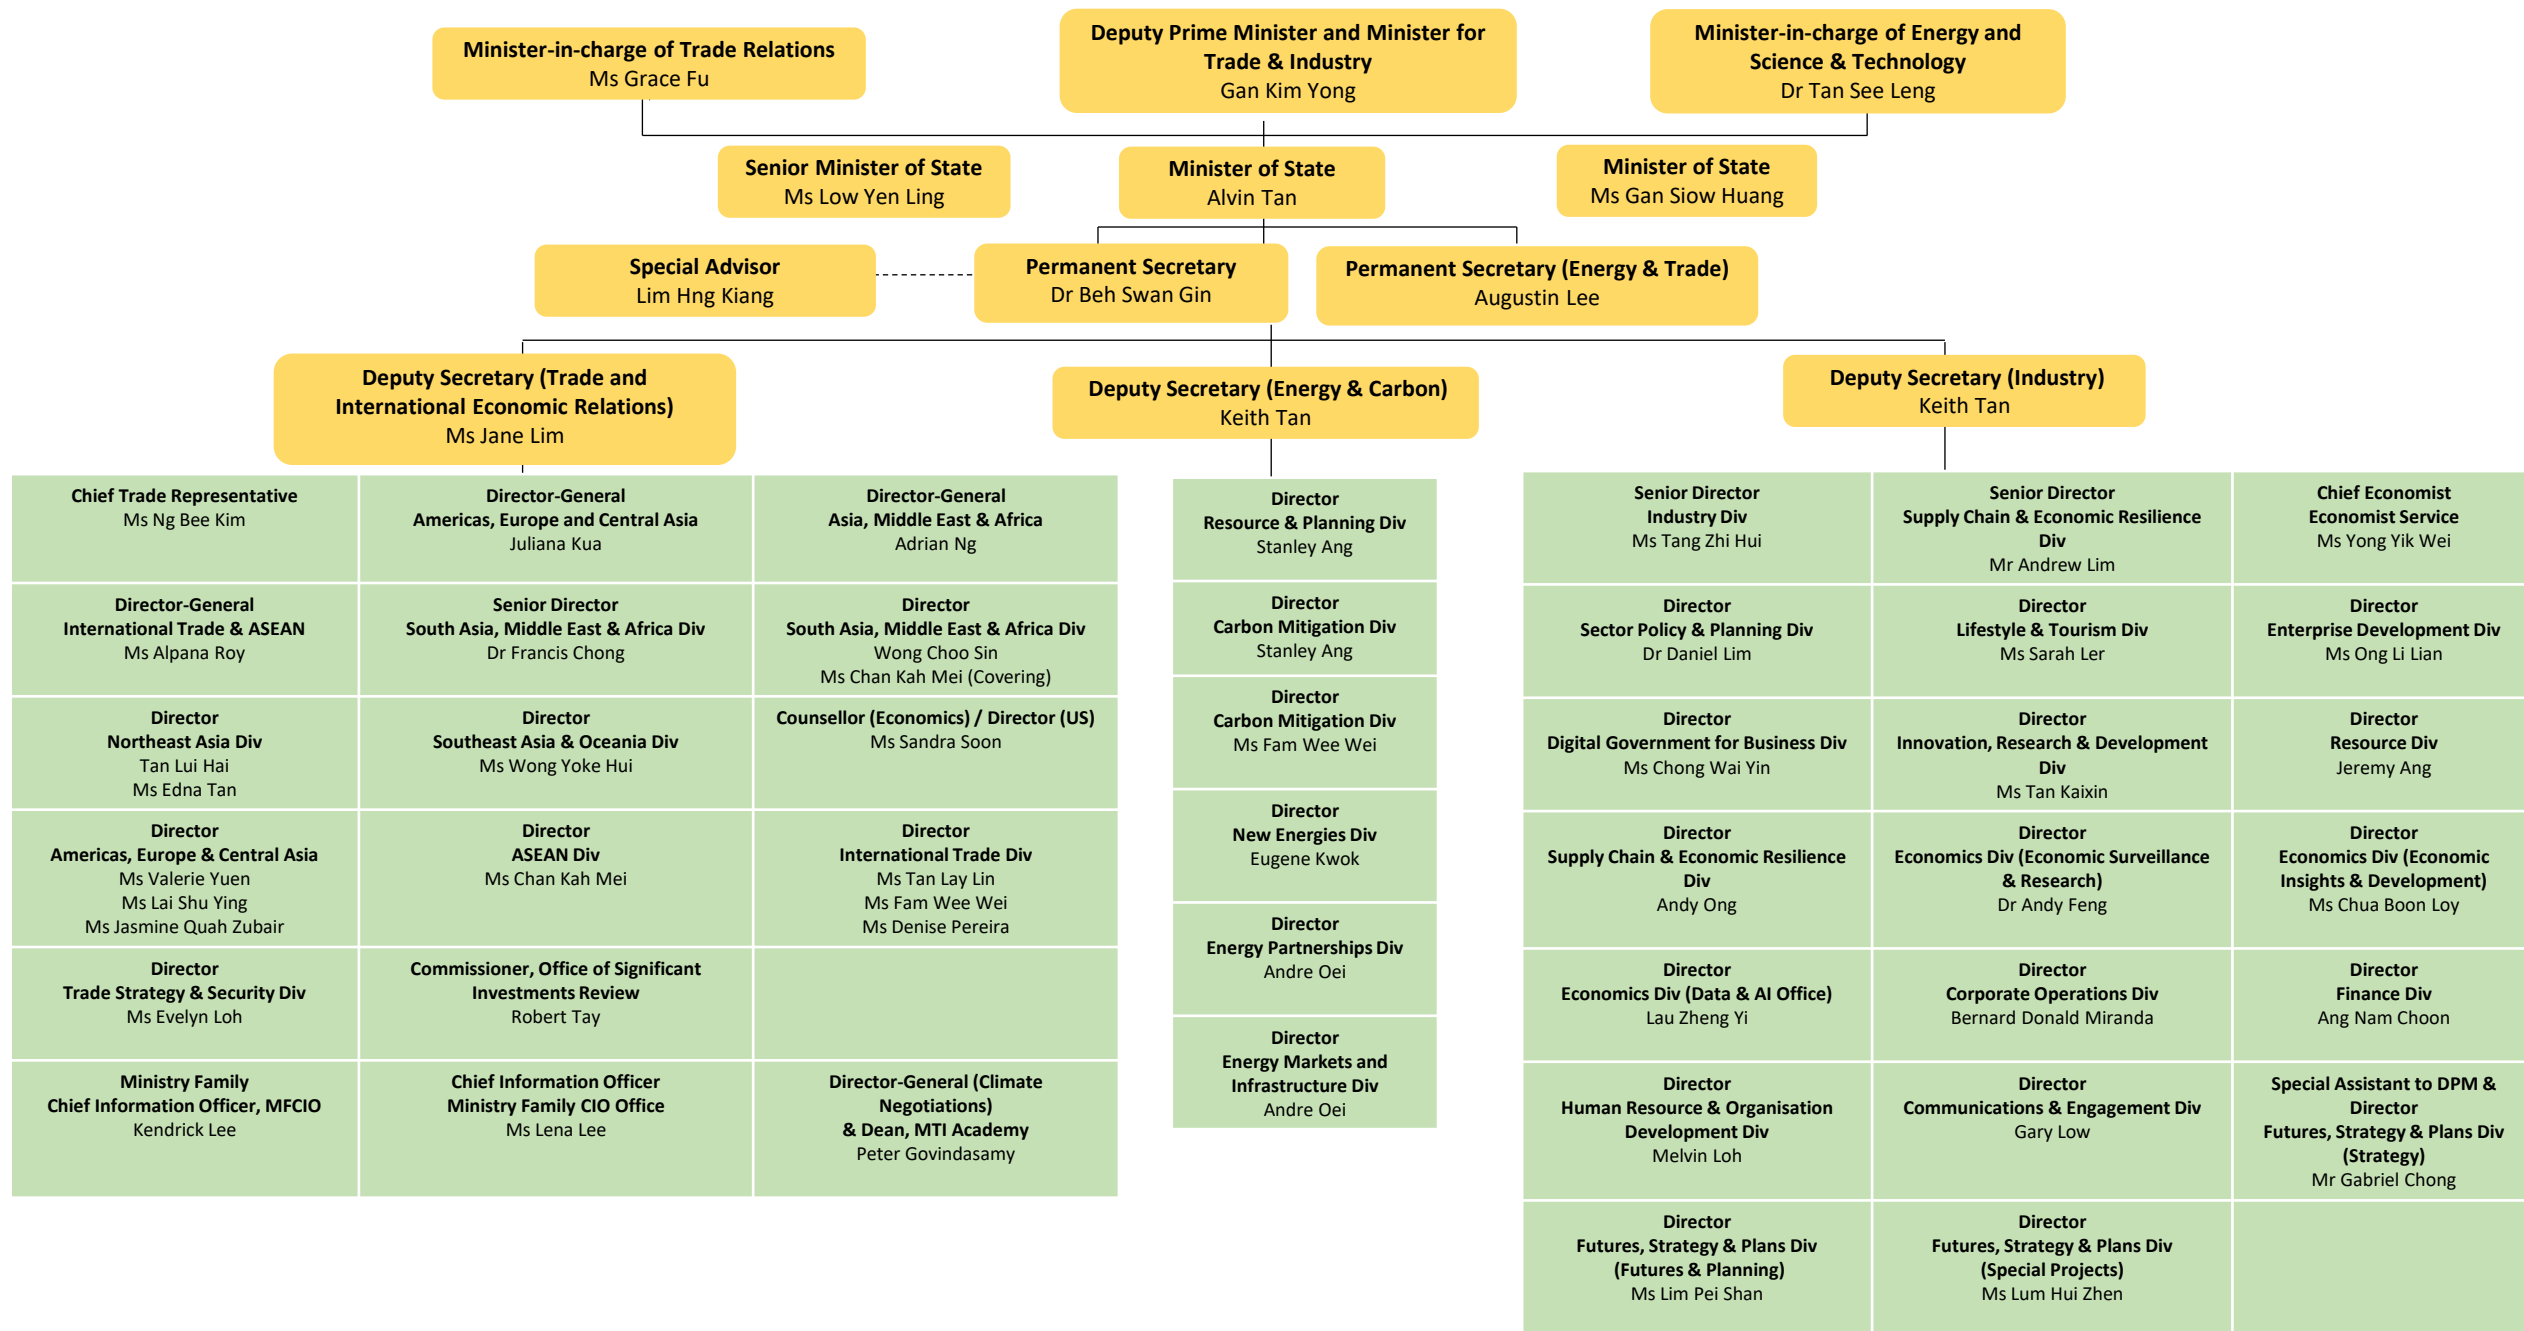 Minister-in-charge of Trade Relations
Ms Grace Fu
Deputy Prime Minister and Minister for
Trade & Industry
Gan Kim Yong
Minister-in-charge of Energy and
Science & Technology
Dr Tan See Leng
Senior Minister of State
Ms Low Yen Ling
Minister of State
Alvin Tan
Minister of State
Ms Gan Siow Huang
Special Advisor
Lim Hng Kiang
Permanent Secretary
Dr Beh Swan Gin
Permanent Secretary (Energy & Trade)
Augustin Lee
Deputy Secretary (Trade and
International Economic Relations)
Ms Jane Lim
Deputy Secretary (Energy & Carbon)
Keith Tan
Deputy Secretary (Industry)
Keith Tan
Chief Trade Representative
Ms Ng Bee Kim
Director-General
Americas, Europe and Central Asia
Juliana Kua
Director-General
Asia, Middle East & Africa
Adrian Ng
Director-General
International Trade & ASEAN
Ms Alpana Roy
Senior Director
South Asia, Middle East & Africa Div
Dr Francis Chong
Director
South Asia, Middle East & Africa Div
Wong Choo Sin
Ms Chan Kah Mei (Covering)
Director
Northeast Asia Div
Tan Lui Hai
Ms Edna Tan
Director
Southeast Asia & Oceania Div
Ms Wong Yoke Hui
Counsellor (Economics) / Director (US)
Ms Sandra Soon
Director
Americas, Europe & Central Asia
Ms Valerie Yuen
Ms Lai Shu Ying
Ms Jasmine Quah Zubair
Director
ASEAN Div
Ms Chan Kah Mei
Director
International Trade Div
Ms Tan Lay Lin
Ms Fam Wee Wei
Ms Denise Pereira
Director
Trade Strategy & Security Div
Ms Evelyn Loh
Commissioner, Office of Significant
Investments Review
Robert Tay
Ministry Family
Chief Information Officer, MFCIO
Kendrick Lee
Chief Information Officer
Ministry Family CIO Office
Ms Lena Lee
Director-General (Climate
Negotiations)
& Dean, MTI Academy
Peter Govindasamy
Director
Resource & Planning Div
Stanley Ang
Director
Carbon Mitigation Div
Stanley Ang
Director
Carbon Mitigation Div
Ms Fam Wee Wei
Director
New Energies Div
Eugene Kwok
Director
Energy Partnerships Div
Andre Oei
Director
Energy Markets and
Infrastructure Div
Andre Oei
Senior Director
Industry Div
Ms Tang Zhi Hui
Senior Director
Supply Chain & Economic Resilience
Div
Mr Andrew Lim
Chief Economist
Economist Service
Ms Yong Yik Wei
Director
Sector Policy & Planning Div
Dr Daniel Lim
Director
Lifestyle & Tourism Div
Ms Sarah Ler
Director
Enterprise Development Div
Ms Ong Li Lian
Director
Digital Government for Business Div
Ms Chong Wai Yin
Director
Innovation, Research & Development
Div
Ms Tan Kaixin
Director
Resource Div
Jeremy Ang
Director
Supply Chain & Economic Resilience
Div
Andy Ong
Director
Economics Div (Economic Surveillance
& Research)
Dr Andy Feng
Director
Economics Div (Economic
Insights & Development)
Ms Chua Boon Loy
Director
Economics Div (Data & AI Office)
Lau Zheng Yi
Director
Corporate Operations Div
Bernard Donald Miranda
Director
Finance Div
Ang Nam Choon
Director
Human Resource & Organisation
Development Div
Melvin Loh
Director
Communications & Engagement Div
Gary Low
Special Assistant to DPM &
Director
Futures, Strategy & Plans Div
(Strategy)
Mr Gabriel Chong
Director
Futures, Strategy & Plans Div
(Futures & Planning)
Ms Lim Pei Shan
Director
Futures, Strategy & Plans Div
(Special Projects)
Ms Lum Hui Zhen